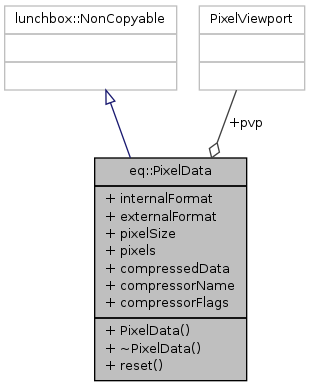 lunchbox::NonCopyable
PixelViewport
+pvp
eq::PixelData
+ internalFormat
+ externalFormat
+ pixelSize
+ pixels
+ compressedData
+ compressorName
+ compressorFlags
+ PixelData()
+ ~PixelData()
+ reset()